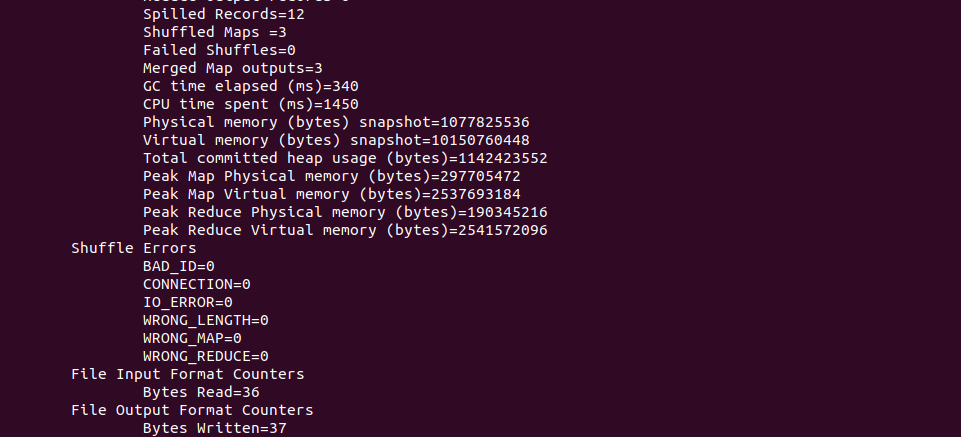 Spilled Records=12
Shuffled Maps =3
Failed Shuffles=0
Merged Map outputs=3
GC time elapsed (ms)=340
CPU time spent (ms)=1450
Physical memory (bytes) snapshot=1077825536
Virtual memory (bytes) snapshot=10150760448
Total committed heap usage (bytes)=1142423552
Peak Map Physical memory (bytes)=297705472
Peak Map Virtual memory (bytes)=2537693184
Peak Reduce Physical memory (bytes)=190345216
Peak Reduce Virtual memory (bytes)=2541572096
Shuffle Errors
BAD_ID=0
CONNECTION=0
IO_ERROR=0
WRONG_LENGTH=0
WRONG_MAP=0
WRONG_REDUCE=0
File Input Format Counters
Bytes Read=36
File Output Format Counters
Bytes Written=37